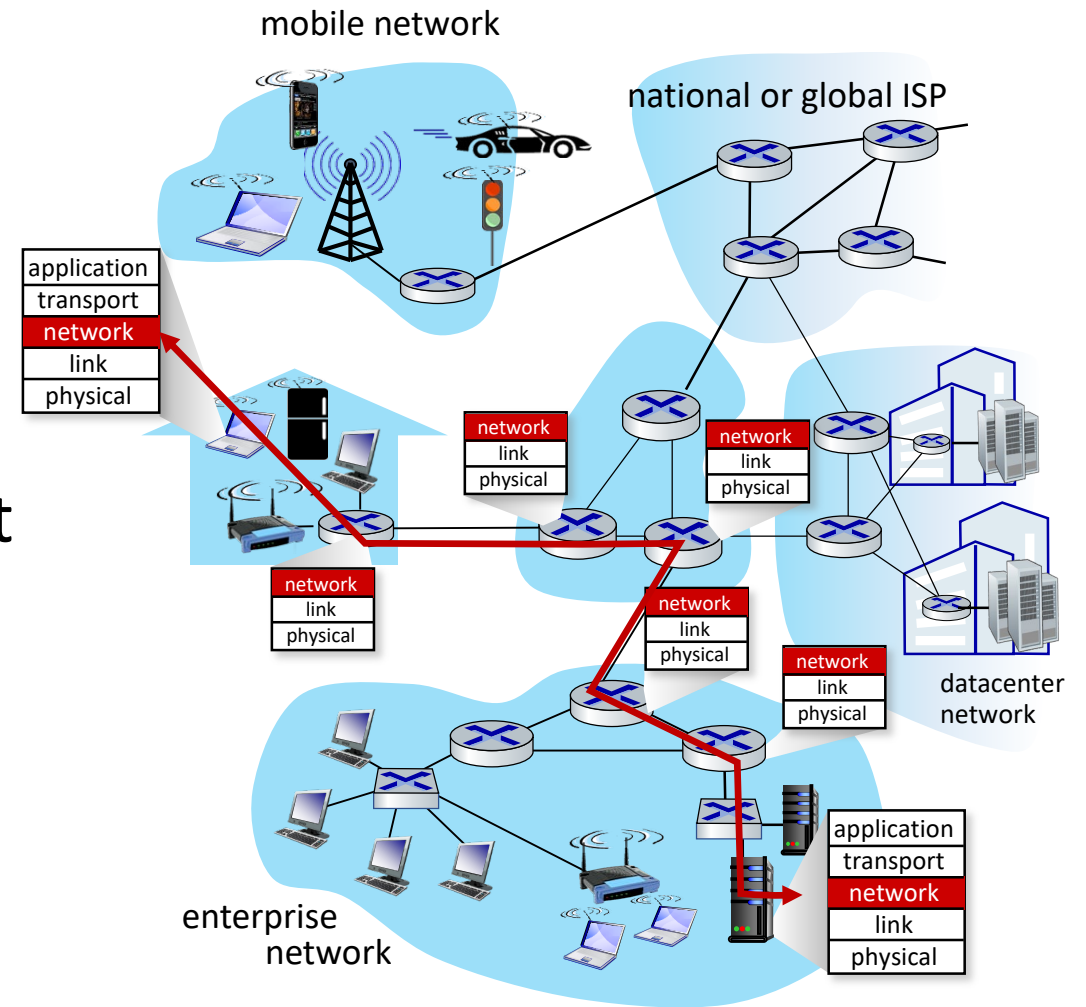 mobile network
national or global ISP
application
transport
network
link
physical
network
link
physical
network
link
physical
t
network
link
physical
network
link
physical
network
link
physical
datacenter
network
application
transport
network
link
physical
enterprise
network